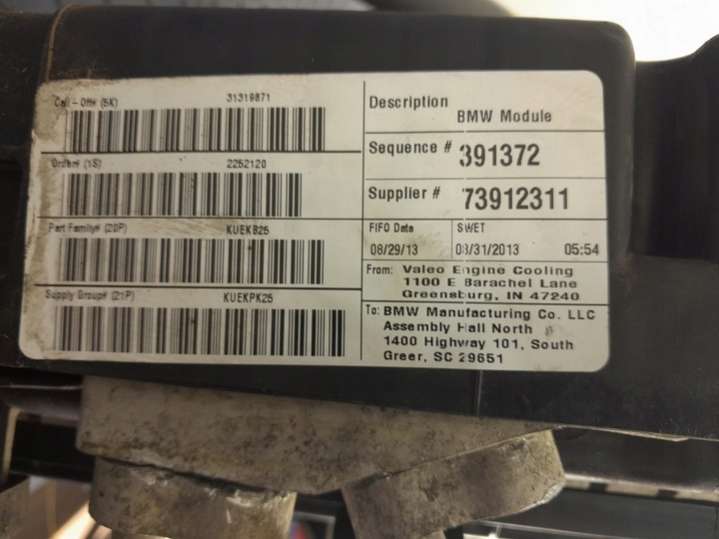 Call - Off# (5K) 31319871
Order# (1S) 2252120
Part Family# (20P) KUEKB25
Supply Group# (21P) KUEKPK25
Description
BMW Module
Sequence # 391372
Supplier # 73912311
FIFO Date SWET
08/29/13 08/31/2013 05:54
From: Valeo Engine Cooling
1100 E Barachel Lane
Greensburg, IN 47240
To: BMW Manufacturing Co. LLC
Assembly Hall North
1400 Highway 101, South
Greer, SC 29651